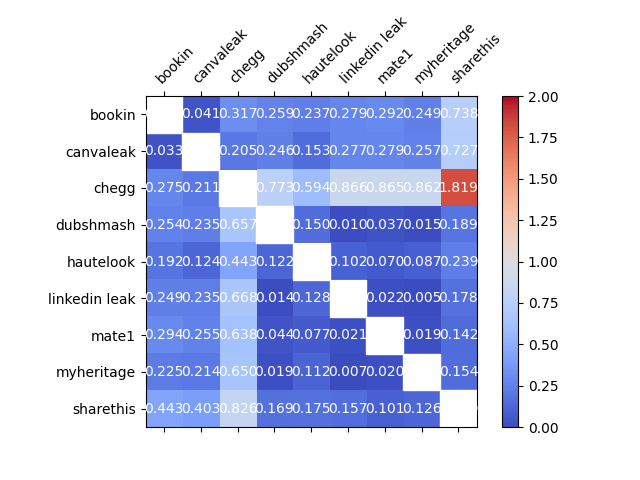 bookin canvaleak chegg dubshmash hautelook linkedin leak mate1 myheritage sharethis
bookin 0.041 0.317 0.259 0.237 0.279 0.292 0.249 0.738
canvaleak 0.033 0.205 0.246 0.153 0.277 0.279 0.257 0.727
chegg 0.275 0.211 0.773 0.594 0.866 0.865 0.862 1.819
dubshmash 0.254 0.235 0.657 0.150 0.010 0.037 0.015 0.189
hautelook 0.192 0.124 0.443 0.122 0.102 0.070 0.087 0.239
linkedin leak 0.249 0.235 0.668 0.014 0.128 0.022 0.005 0.178
mate1 0.294 0.255 0.638 0.044 0.077 0.021 0.019 0.142
myheritage 0.225 0.214 0.650 0.019 0.112 0.007 0.020 0.154
sharethis 0.443 0.403 0.826 0.169 0.175 0.157 0.101 0.126
2.00
1.75
1.50
1.25
1.00
0.75
0.50
0.25
0.00